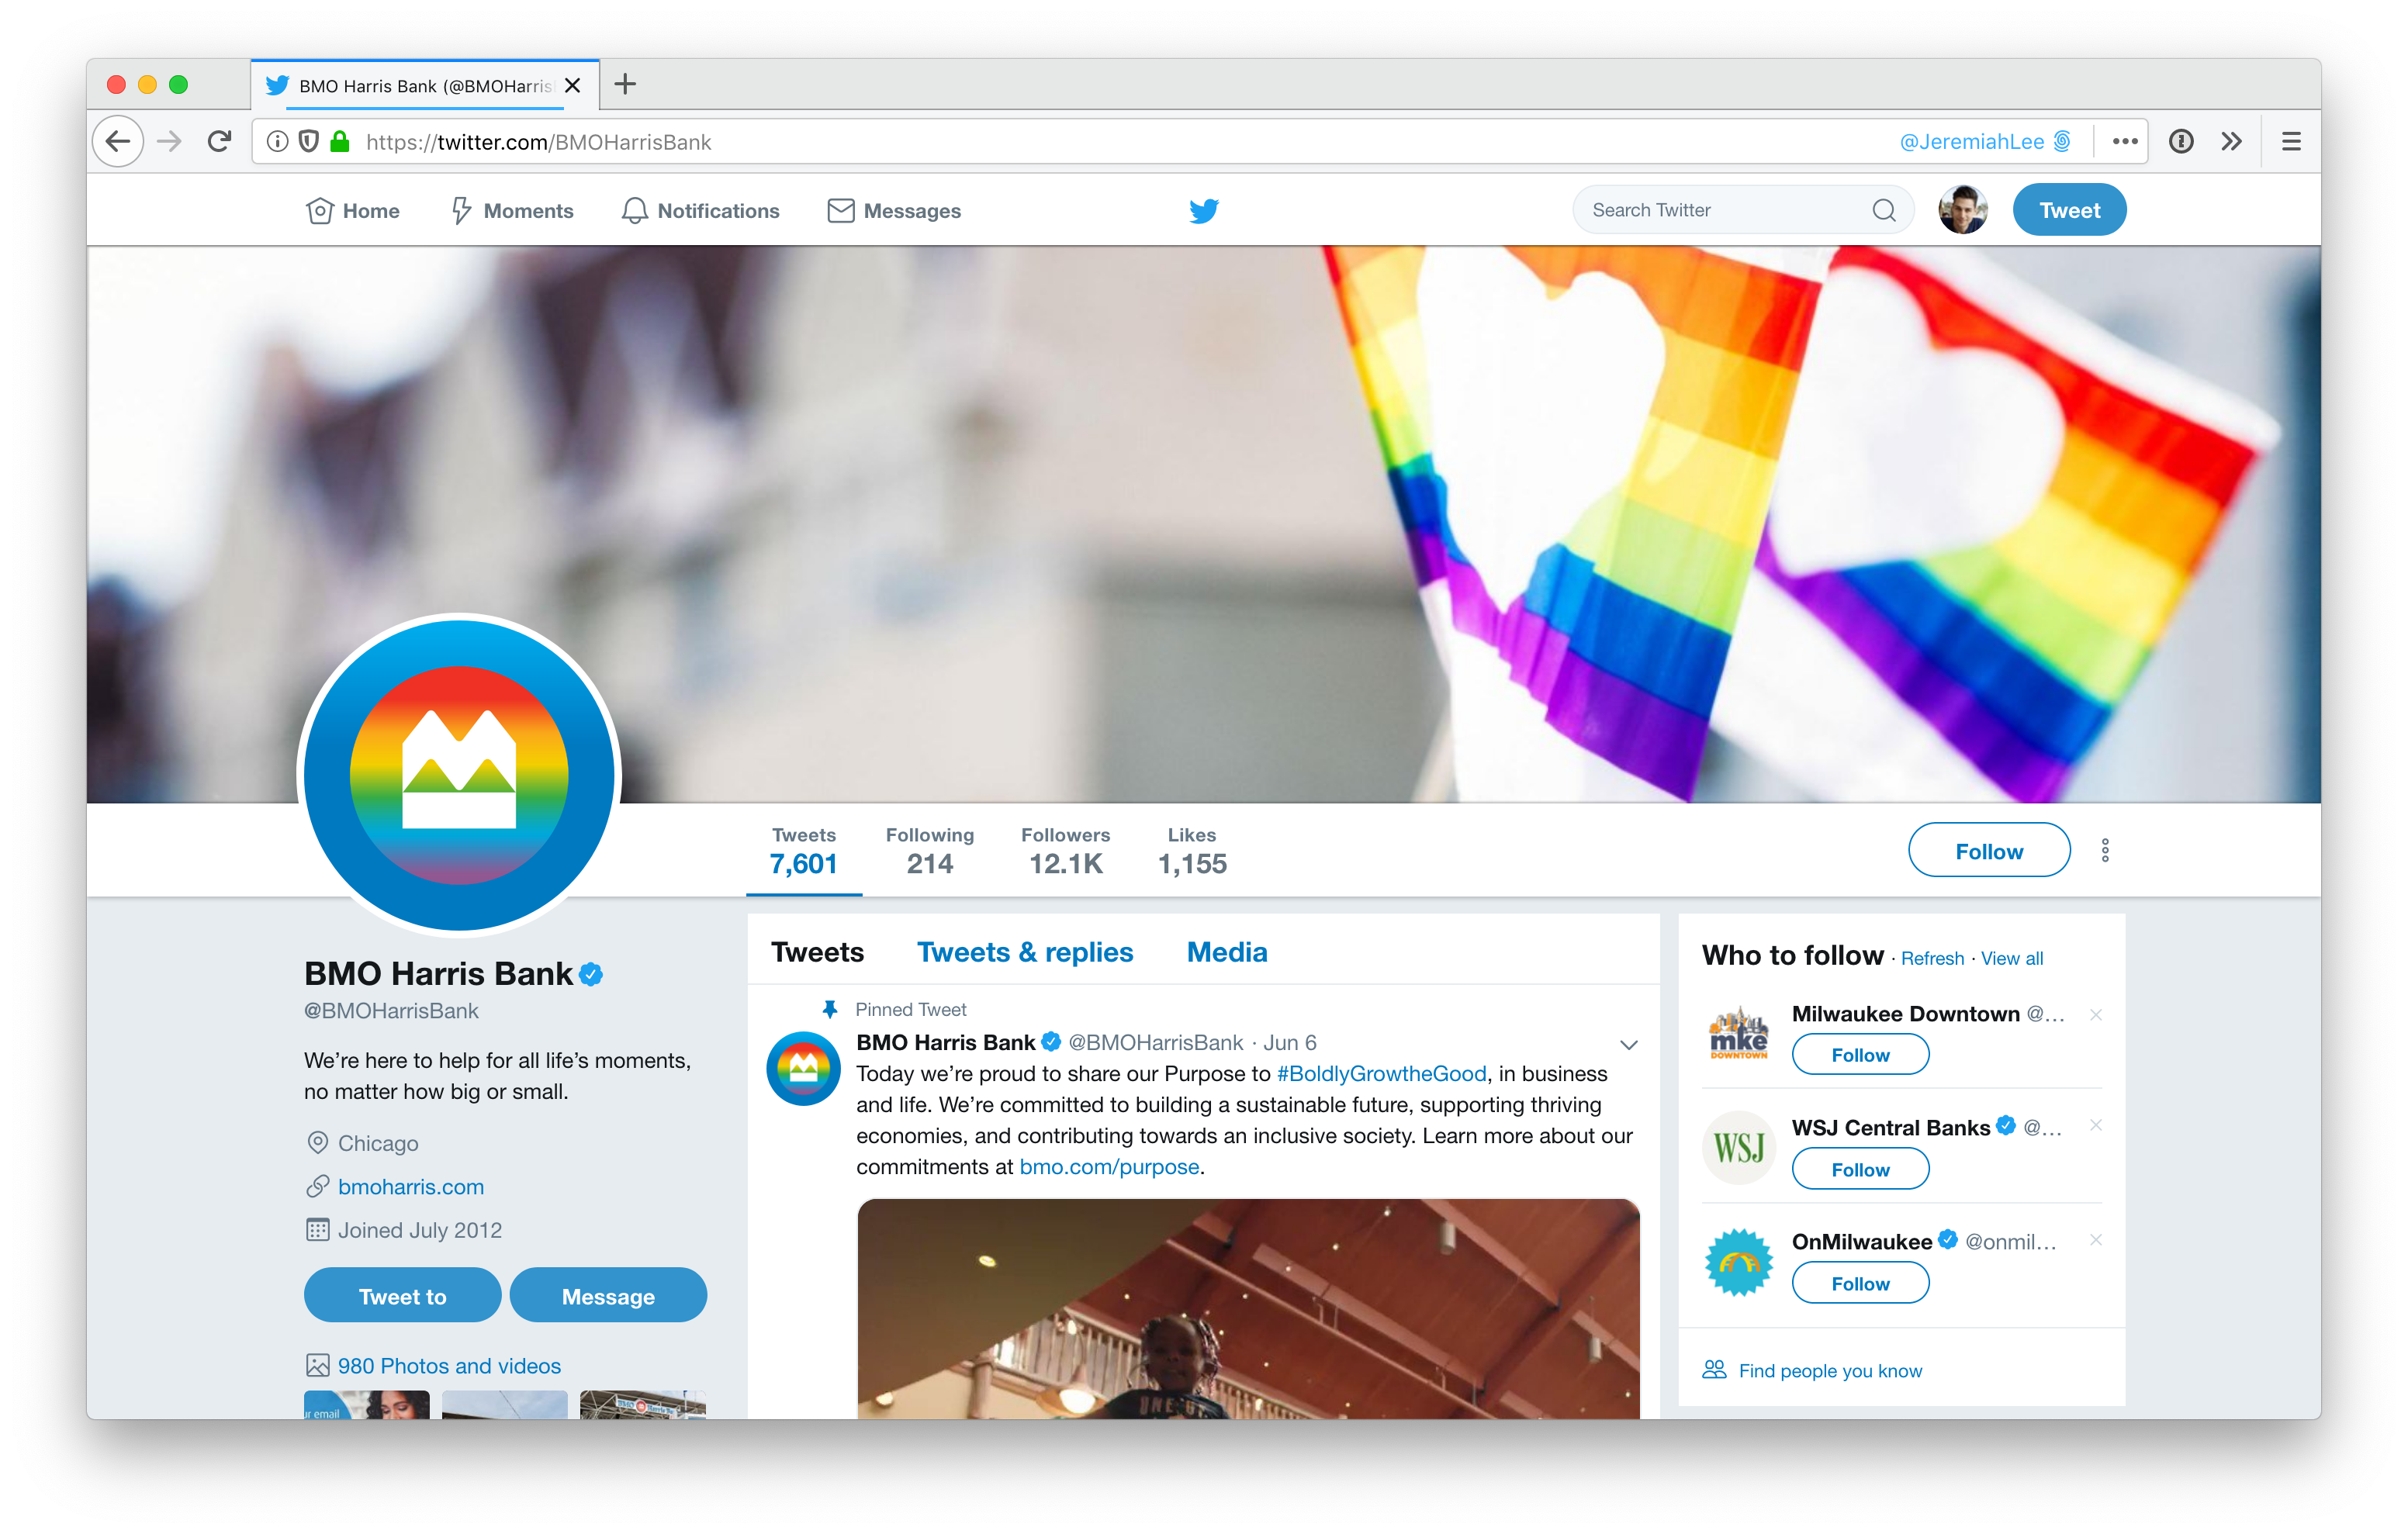 BMO Harris Bank (@BMOHarris
https://twitter.com/BMOHarrisBank
@JeremiahLee
Home
Moments
Notifications
Messages
Search Twitter
Tweet
Tweets
7,601
Following
214
Followers
12.1K
Likes
1,155
Follow
BMO Harris Bank
@BMOHarrisBank
We're here to help for all life's moments,
no matter how big or small.
Chicago
bmoharris.com
Joined July 2012
Tweet to
Message
980 Photos and videos
ur email
Tweets
Tweets & replies
Media
Pinned Tweet
BMO Harris Bank @BMOHarrisBank · Jun 6
Today we're proud to share our Purpose to #BoldlyGrowtheGood, in business
and life. We're committed to building a sustainable future, supporting thriving
economies, and contributing towards an inclusive society. Learn more about our
commitments at bmo.com/purpose.
Who to follow · Refresh · View all
mke
DOWNTOWN
Milwaukee Downtown @...
Follow
WSJ
WSJ Central Banks @...
Follow
OnMilwaukee @onmil...
Follow
Find people you know